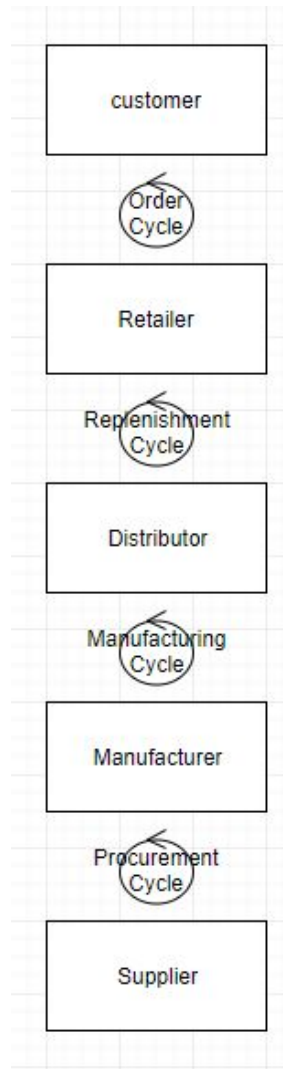 customer
Order
Cycle
Retailer
Replenishment
Cycle
Distributor
Manufacturing
Cycle
Manufacturer
Procurement
Cycle
Supplier